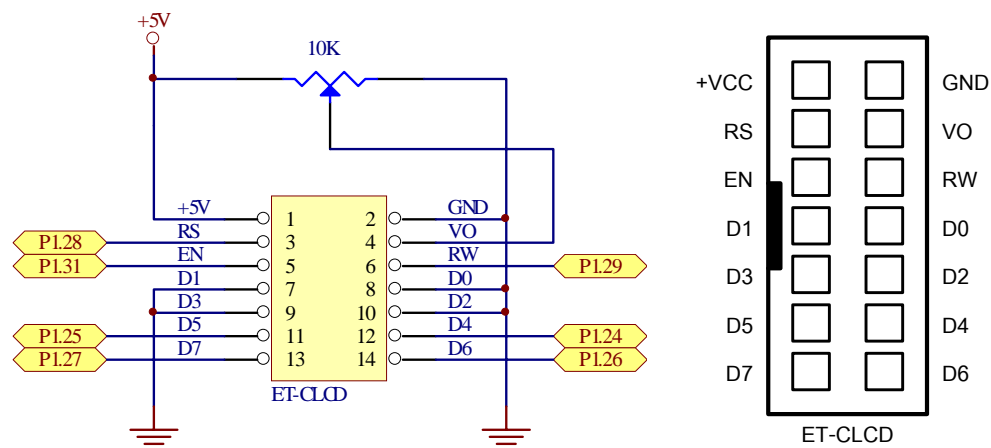 +5V
10K
+5V 1 2 GND
P1.28 RS 3 4 VO
P1.31 EN 5 6 RW P1.29
D1 7 8 D0
D3 9 10 D2
P1.25 D5 11 12 D4 P1.24
P1.27 D7 13 14 D6 P1.26
ET-CLCD
+VCC GND
RS VO
EN RW
D1 D0
D3 D2
D5 D4
D7 D6
ET-CLCD